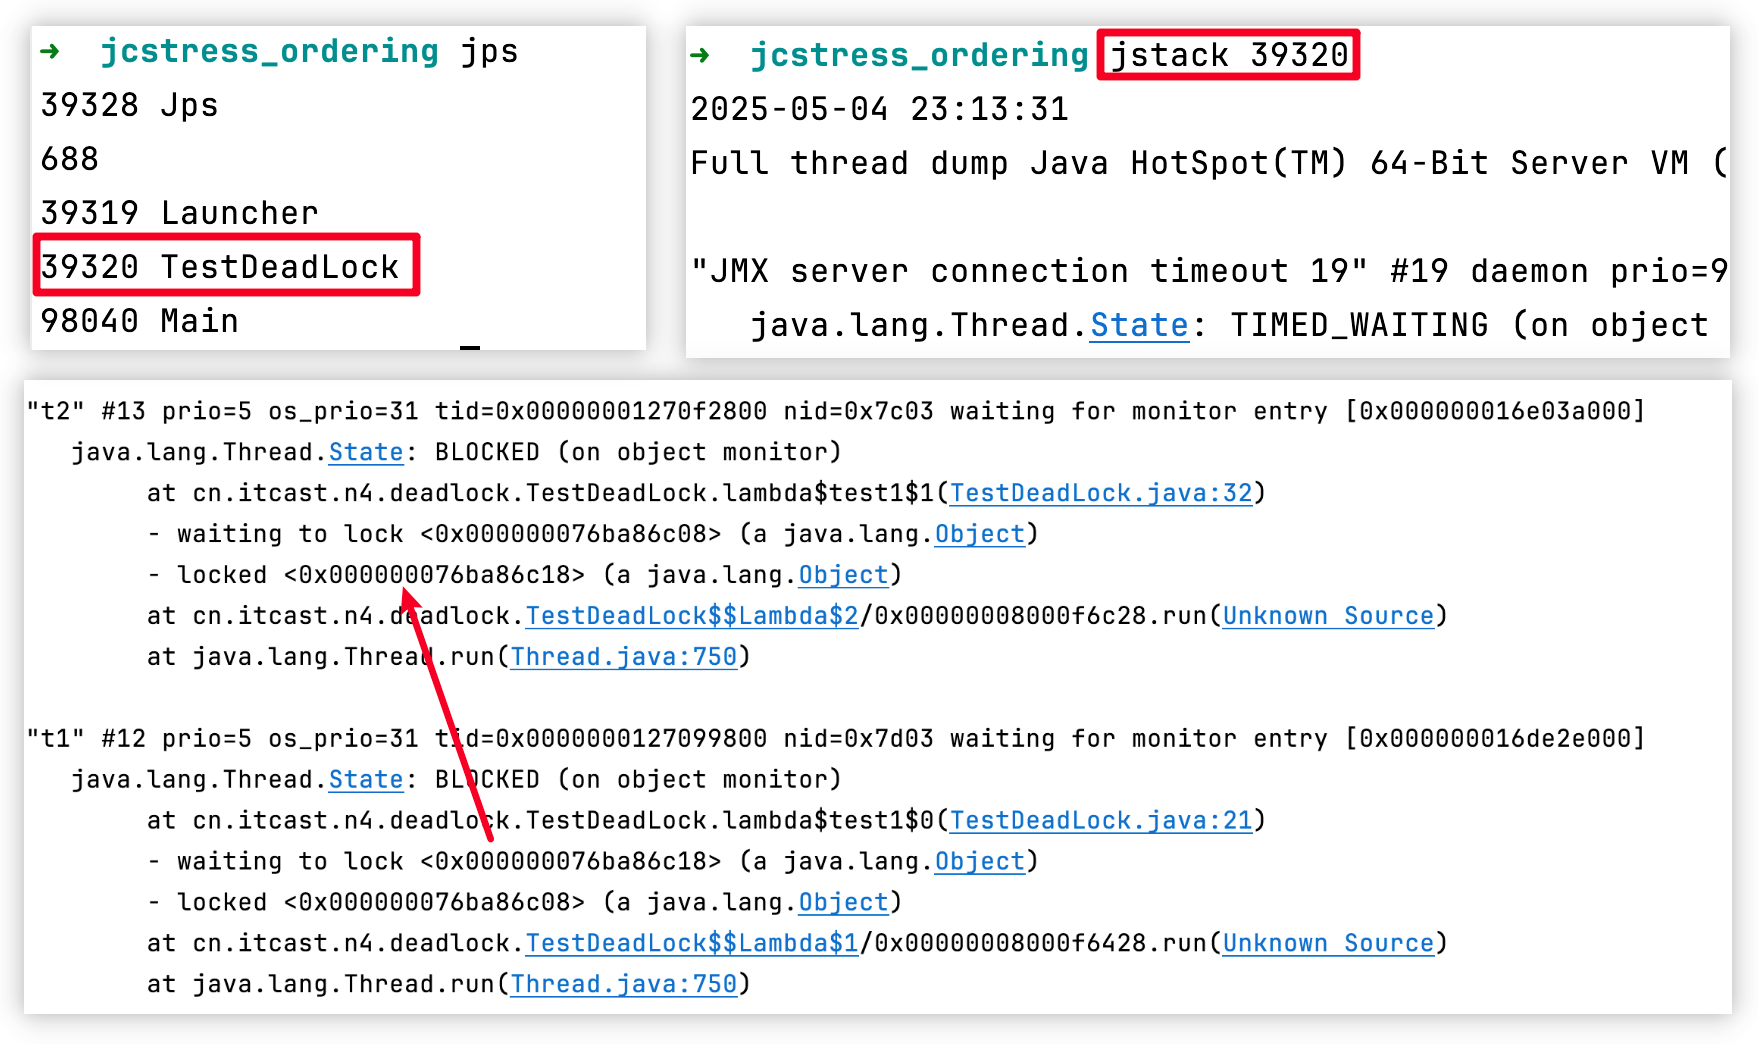 ➜ jcstress_ordering jps
39328 Jps
688
39319 Launcher
39320 TestDeadLock
98040 Main
➜ jcstress_ordering jstack 39320
2025-05-04 23:13:31
Full thread dump Java HotSpot(TM) 64-Bit Server VM (
"JMX server connection timeout 19" #19 daemon prio=9
java.lang.Thread.State: TIMED_WAITING (on object
"t2" #13 prio=5 os_prio=31 tid=0x00000001270f2800 nid=0x7c03 waiting for monitor entry [0x000000016e03a000]
java.lang.Thread.State: BLOCKED (on object monitor)
at cn.itcast.n4.deadlock.TestDeadLock.lambda$test1$1(TestDeadLock.java:32)
- waiting to lock <0x000000076ba86c08> (a java.lang.Object)
- locked <0x000000076ba86c18> (a java.lang.Object)
at cn.itcast.n4.deadlock.TestDeadLock$$Lambda$2/0x00000008000f6c28.run(Unknown Source)
at java.lang.Thread.run(Thread.java:750)
"t1" #12 prio=5 os_prio=31 tid=0x0000000127099800 nid=0x7d03 waiting for monitor entry [0x000000016de2e000]
java.lang.Thread.State: BLOCKED (on object monitor)
at cn.itcast.n4.deadlock.TestDeadLock.lambda$test1$0(TestDeadLock.java:21)
- waiting to lock <0x000000076ba86c18> (a java.lang.Object)
- locked <0x000000076ba86c08> (a java.lang.Object)
at cn.itcast.n4.deadlock.TestDeadLock$$Lambda$1/0x00000008000f6428.run(Unknown Source)
at java.lang.Thread.run(Thread.java:750)